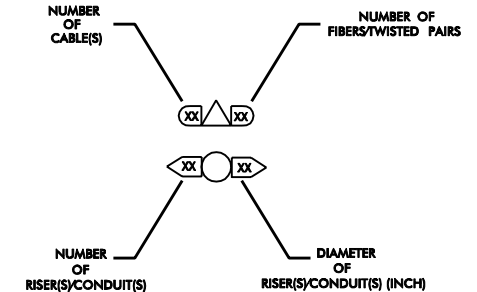 NUMBER
OF
CABLE(S)
NUMBER OF
FIBERS/TWISTED PAIRS
XX XX
XX XX
NUMBER
OF
RISER(S)/CONDUIT(S)
DIAMETER
OF
RISER(S)/CONDUIT(S) (INCH)